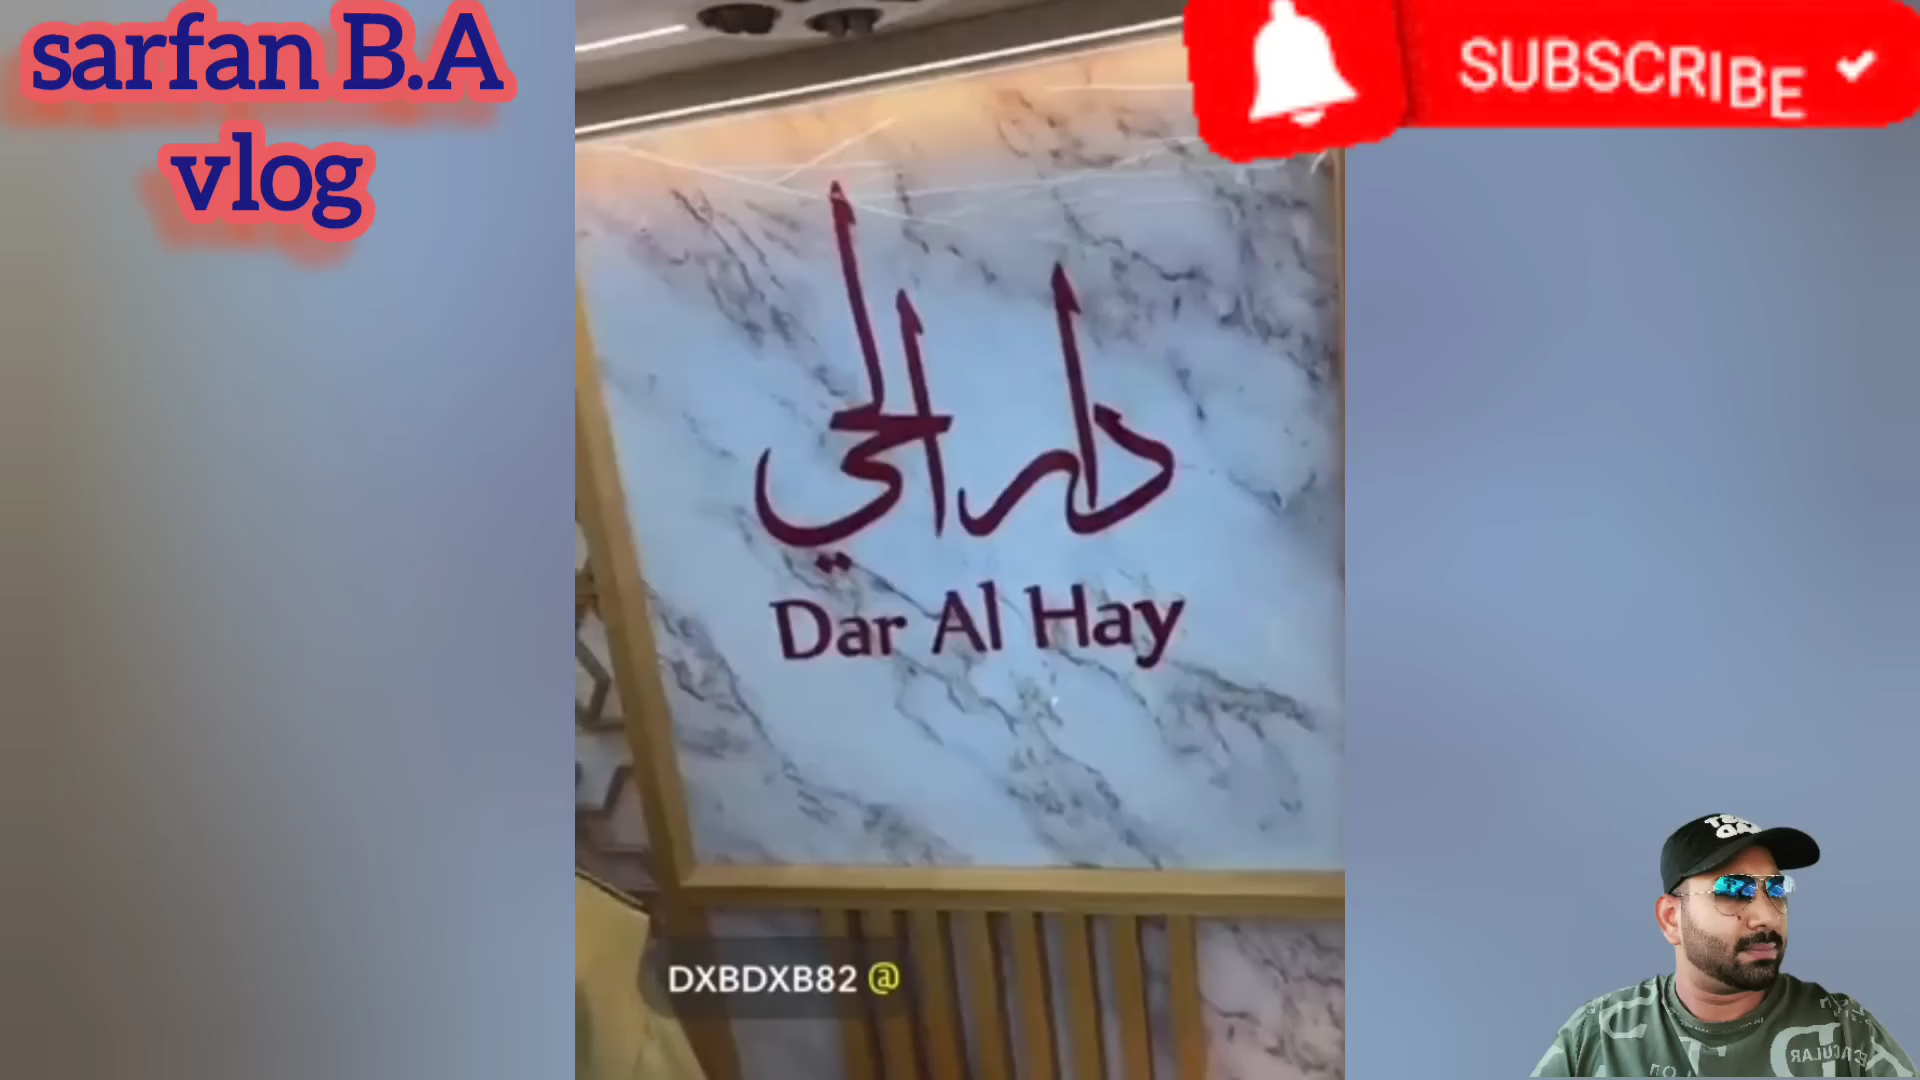 sarfan B.A
vlog
SUBSCRIBE
دار الحي
Dar Al Hay
DXBDXB82 @